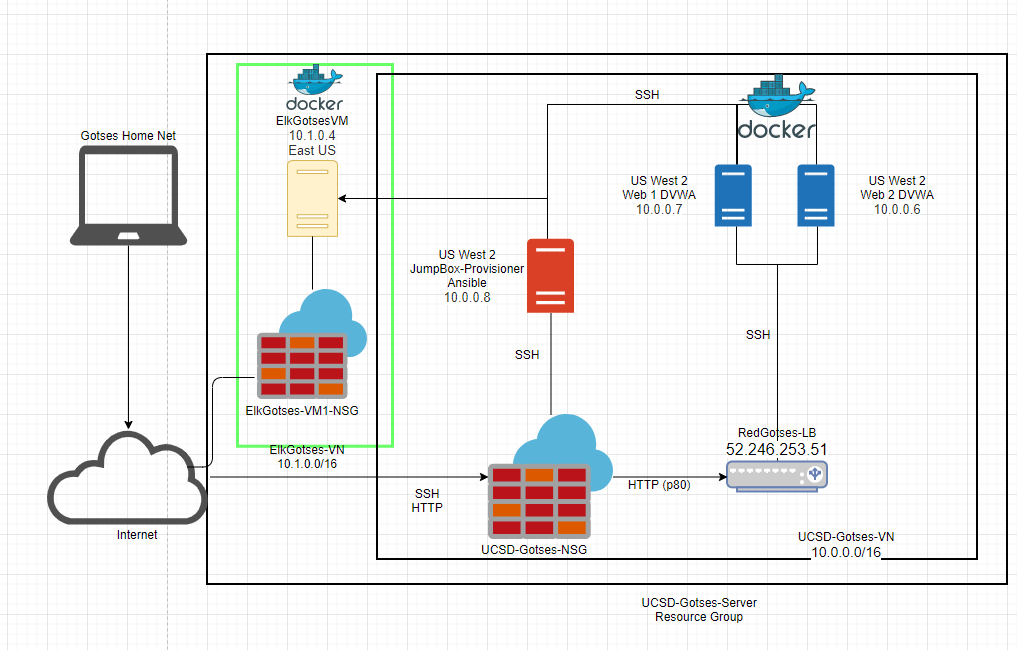 docker
ElkGotsesVM
10.1.0.4
East US
SSH
docker
Gotses Home Net
US West 2
Web 1 DVWA
10.0.0.7
US West 2
Web 2 DVWA
10.0.0.6
US West 2
JumpBox-Provisioner
Ansible
10.0.0.8
SSH
SSH
ElkGotses-VM1-NSG
RedGotses-LB
52.246.253.51
ElkGotses-VN
10.1.0.0/16
SSH
HTTP
HTTP (p80)
Internet
UCSD-Gotses-NSG
UCSD-Gotses-VN
10.0.0.0/16
UCSD-Gotses-Server
Resource Group